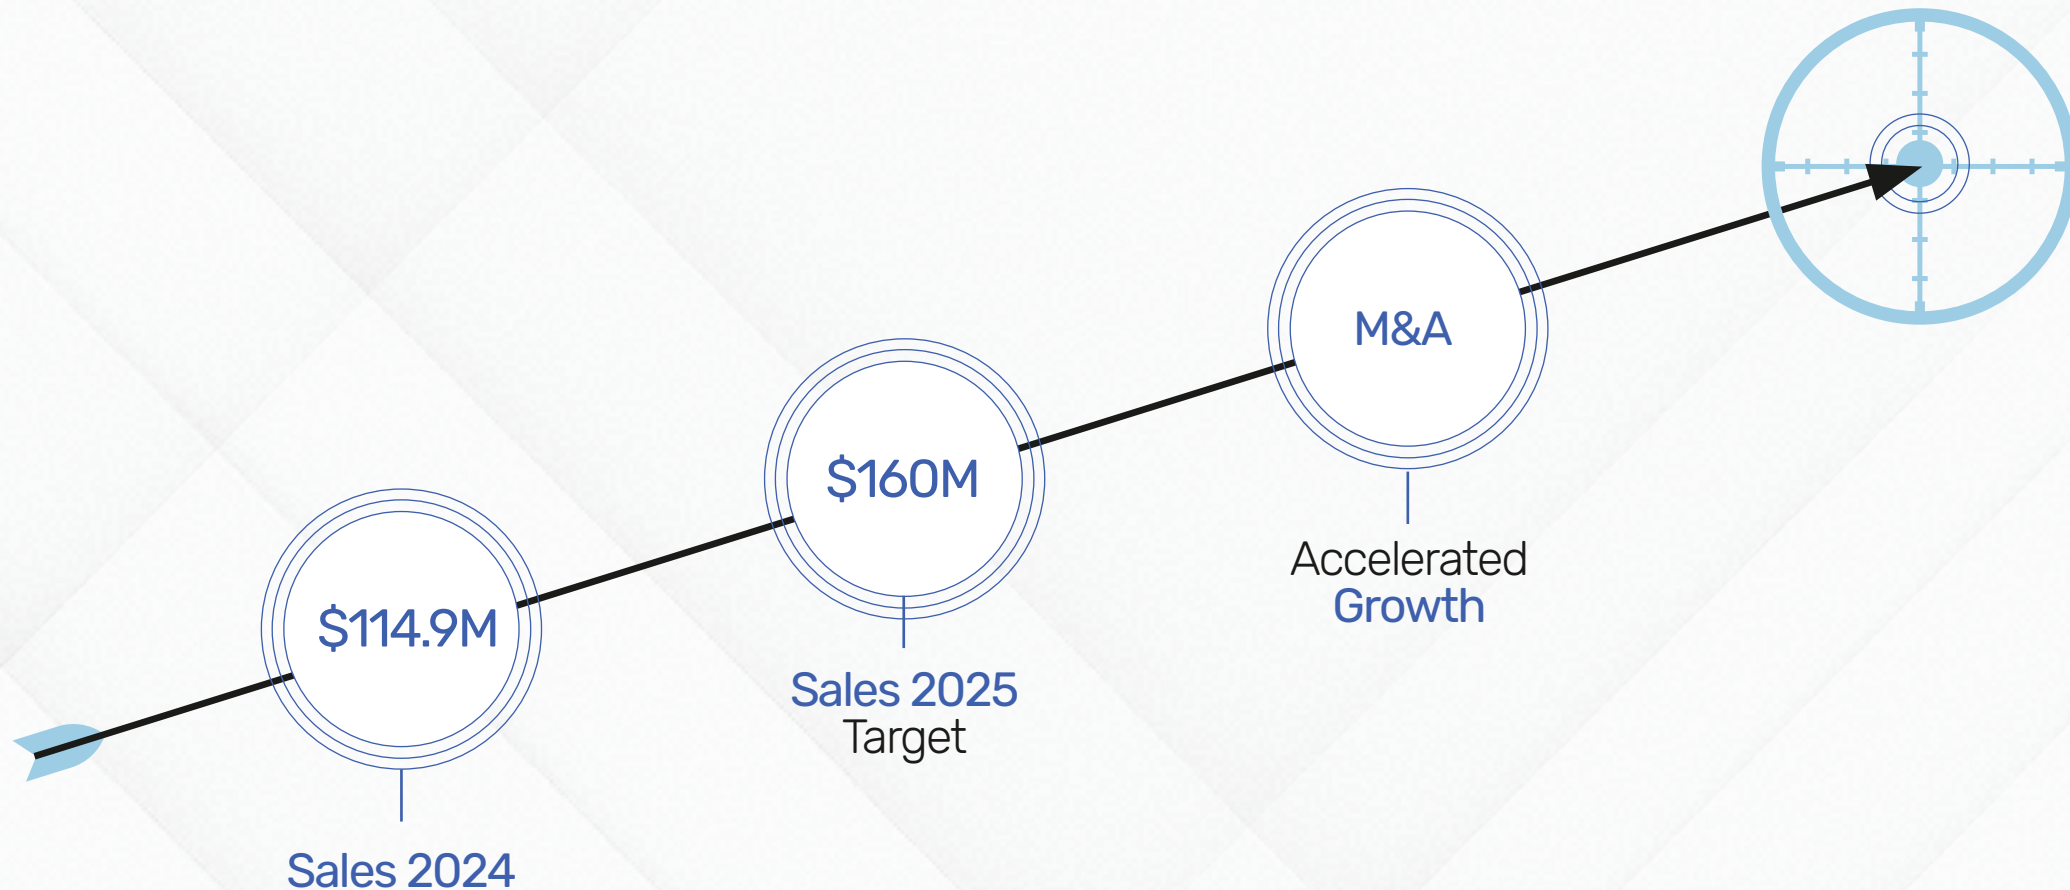 $114.9M
Sales 2024
$160M
Sales 2025
Target
M&A
Accelerated
Growth